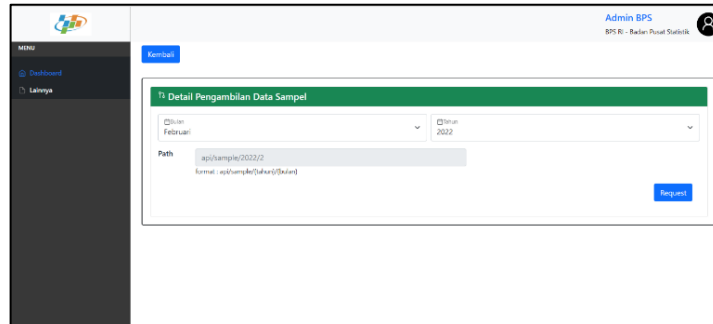 Admin BPS
BPS RI - Badan Pusat Statistik
MENU
Dashboard
Lainnya
Kembali
Detail Pengambilan Data Sampel
Bulan
Februari
Tahun
2022
Path
api/sample/2022/2
format : api/sample/{tahun}/{bulan}
Request